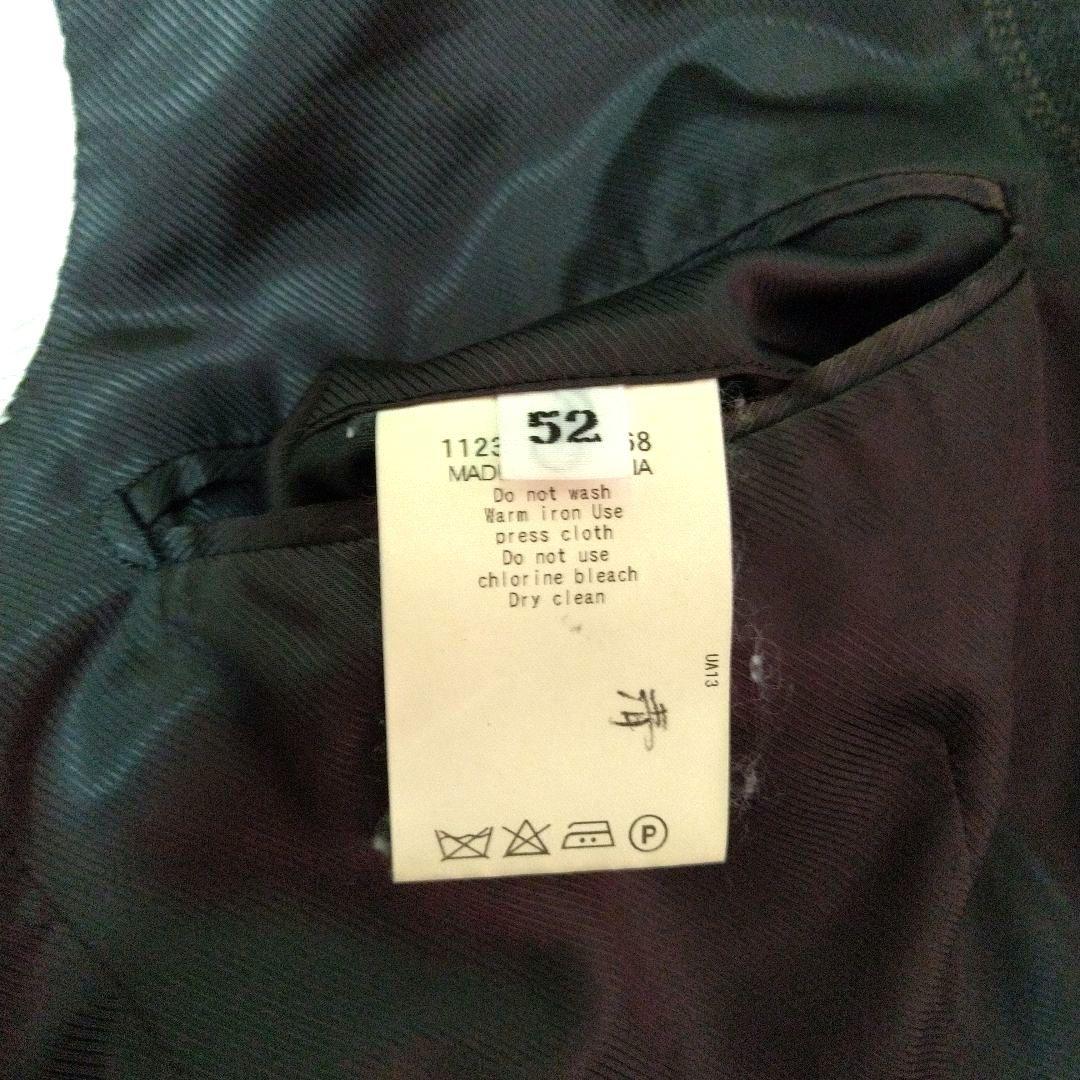 52
1123 68
MAD IA
Do not wash
Warm iron Use
press cloth
Do not use
chlorine bleach
Dry clean
UA13
P